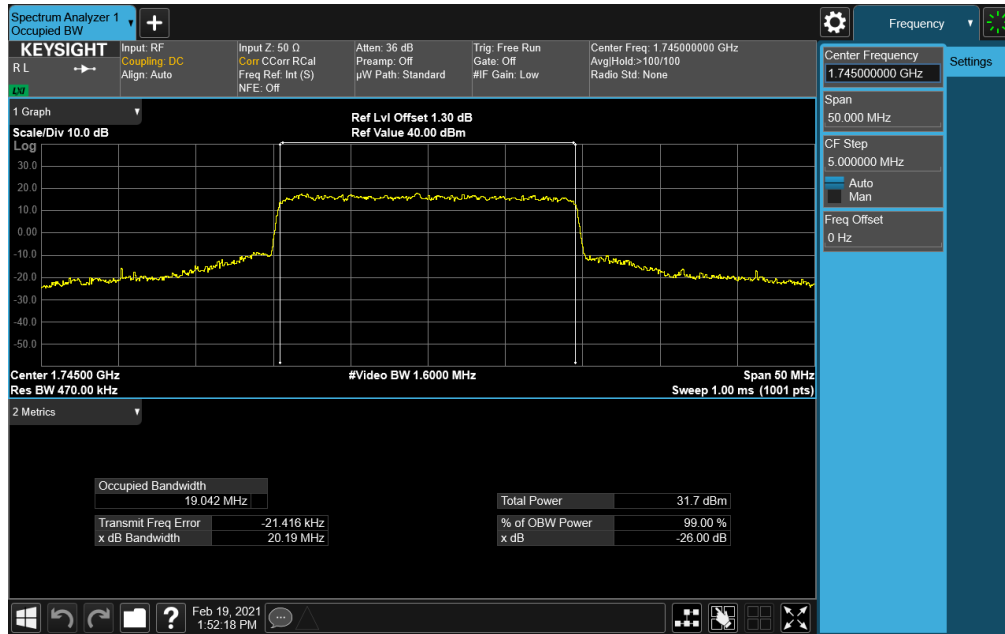 Spectrum Analyzer 1
Occupied BW
Frequency
KEYSIGHT
R L
LXI
Input: RF
Coupling: DC
Align: Auto
Input Z: 50 Ω
Corr CCorr RCal
Freq Ref: Int (S)
NFE: Off
Atten: 36 dB
Preamp: Off
µW Path: Standard
Trig: Free Run
Gate: Off
#IF Gain: Low
Center Freq: 1.745000000 GHz
Avg|Hold:>100/100
Radio Std: None
Center Frequency
1.745000000 GHz
Settings
Span
50.000 MHz
CF Step
5.000000 MHz
Auto
Man
Freq Offset
0 Hz
1 Graph
Scale/Div 10.0 dB
Ref Lvl Offset 1.30 dB
Ref Value 40.00 dBm
Log
30.0
20.0
10.0
0.00
-10.0
-20.0
-30.0
-40.0
-50.0
Center 1.74500 GHz
#Video BW 1.6000 MHz
Span 50 MHz
Res BW 470.00 kHz
Sweep 1.00 ms (1001 pts)
2 Metrics
Occupied Bandwidth
19.042 MHz
Total Power 31.7 dBm
Transmit Freq Error -21.416 kHz
% of OBW Power 99.00 %
x dB Bandwidth 20.19 MHz
x dB -26.00 dB
?
Feb 19, 2021
1:52:18 PM